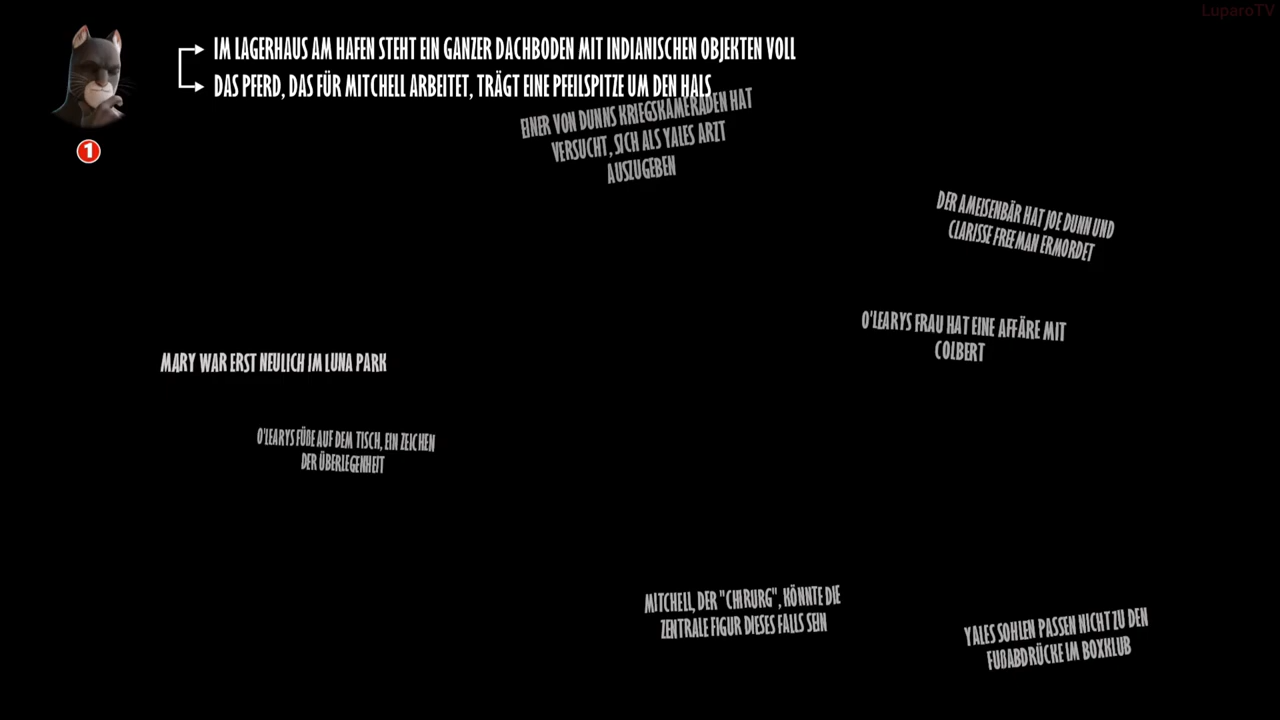 LuparoTV
IM LAGERHAUS AM HAFEN STEHT EIN GANZER DACHBODEN MIT INDIANISCHEN OBJEKTEN VOLL
DAS PFERD, DAS FÜR MITCHELL ARBEITET, TRÄGT EINE PFEILSPITZE UM DEN HALS
1
EINER VON DUNNS KRIEGSKAMERADEN HAT
VERSUCHT, SICH ALS YALES ARZT
AUSZUGEBEN
DER AMEISENBÄR HAT JOE DUNN UND
CLARISSE FREEMAN ERMORDET
O'LEARYS FRAU HAT EINE AFFÄRE MIT
COLBERT
MARY WAR ERST NEULICH IM LUNA PARK
O'LEARYS FÜßE AUF DEM TISCH, EIN ZEICHEN
DER ÜBERLEGENHEIT
MITCHELL, DER "CHIRURG", KÖNNTE DIE
ZENTRALE FIGUR DIESES FALLS SEIN
YALES SOHLEN PASSEN NICHT ZU DEN
FUßABDRÜCKE IM BOXKLUB